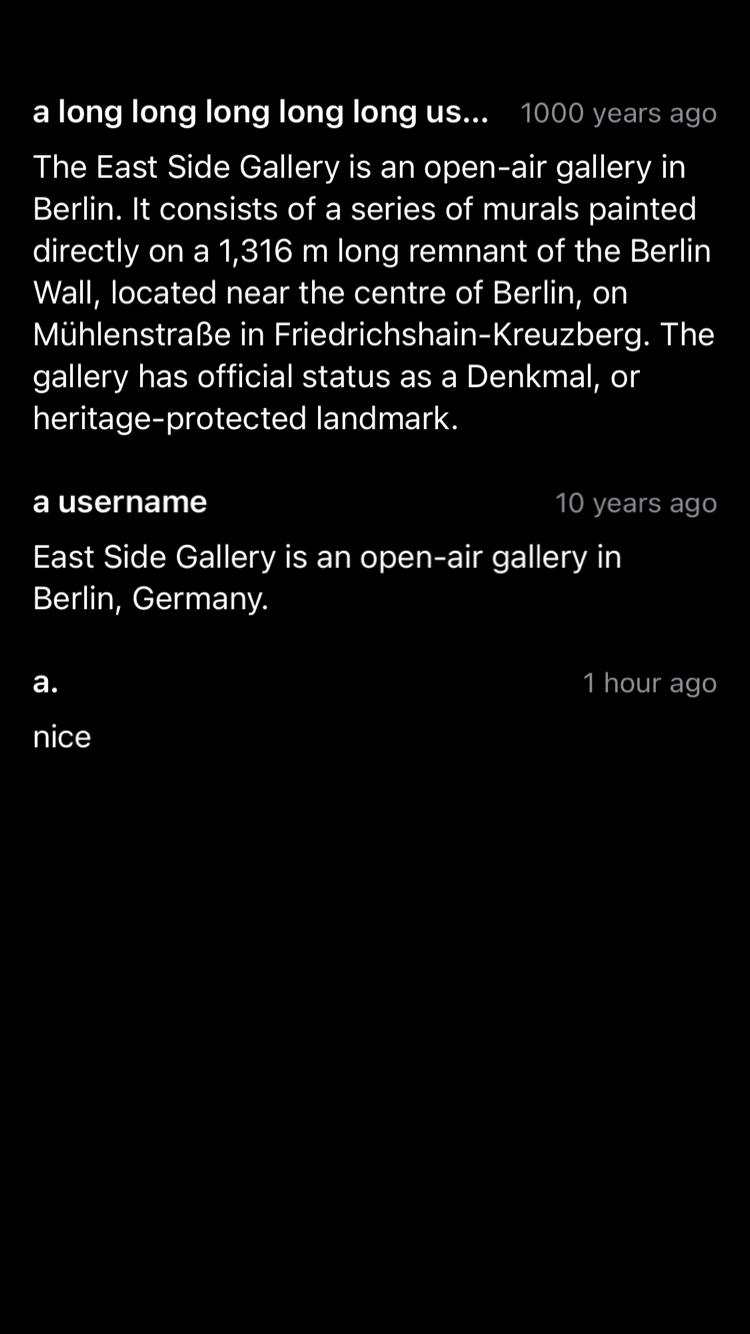 a long long long long long us... 1000 years ago
The East Side Gallery is an open-air gallery in
Berlin. It consists of a series of murals painted
directly on a 1,316 m long remnant of the Berlin
Wall, located near the centre of Berlin, on
Mühlenstraße in Friedrichshain-Kreuzberg. The
gallery has official status as a Denkmal, or
heritage-protected landmark.
a username 10 years ago
East Side Gallery is an open-air gallery in
Berlin, Germany.
a. 1 hour ago
nice